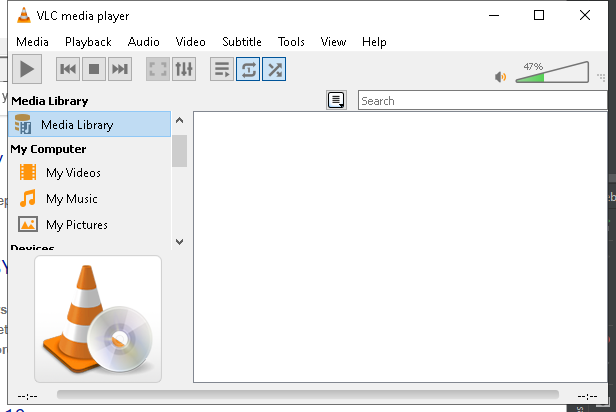 VLC media player
Media Playback Audio Video Subtitle Tools View Help
47%
Media Library
Search
Media Library
My Computer
My Videos
My Music
My Pictures
Devices
--:-- --:--